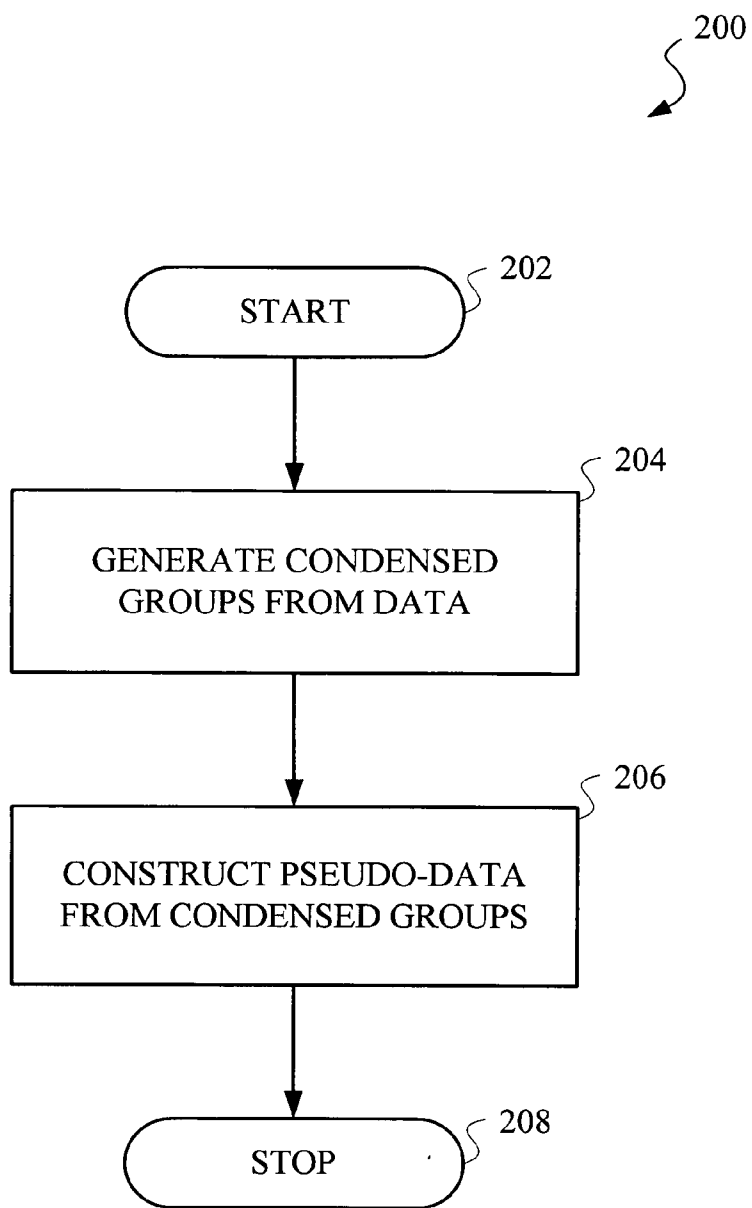 200
202
START
204
GENERATE CONDENSED
GROUPS FROM DATA
206
CONSTRUCT PSEUDO-DATA
FROM CONDENSED GROUPS
208
STOP